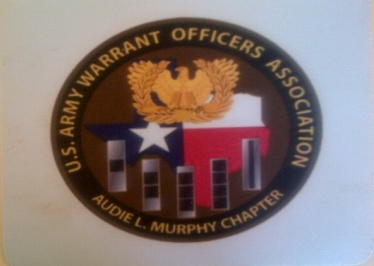 U.S. ARMY WARRANT OFFICERS ASSOCIATION
AUDIE L. MURPHY CHAPTER